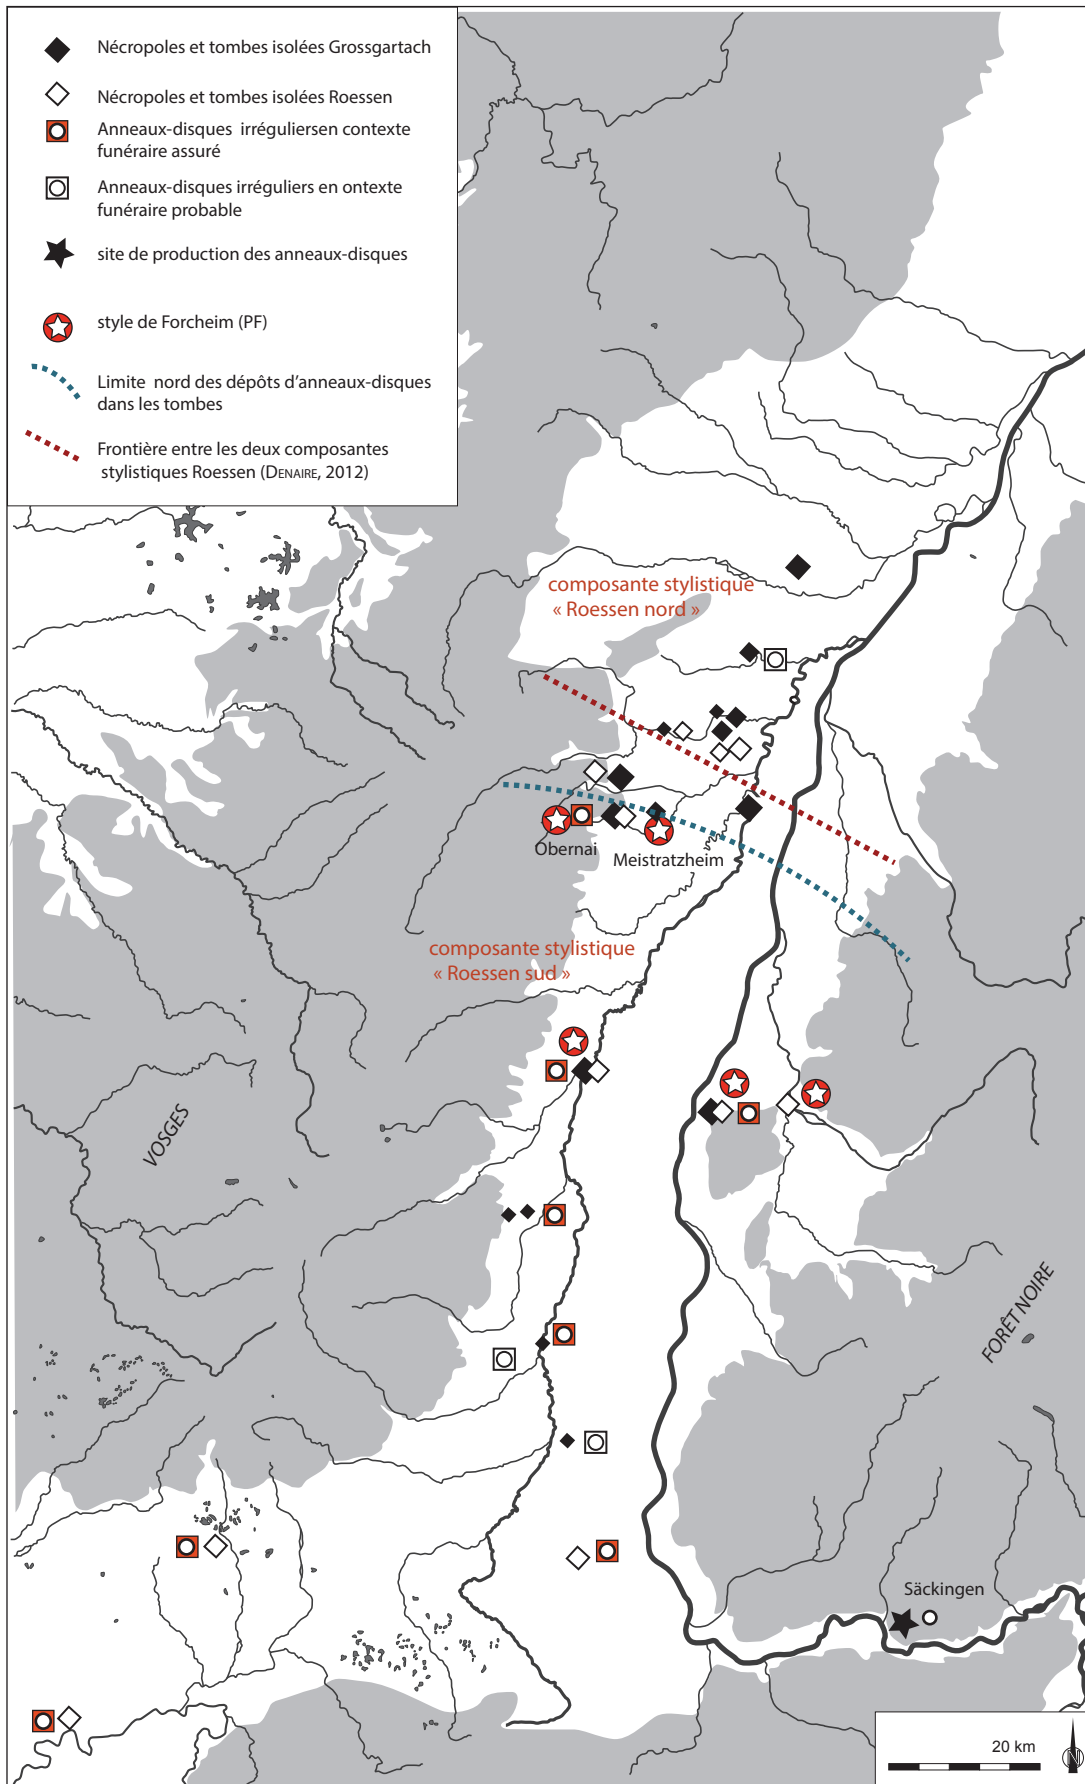 Nécropoles et tombes isolées Grossgartach
Nécropoles et tombes isolées Roessen
Anneaux-disques irréguliersen contexte
funéraire assuré
Anneaux-disques irréguliers en ontexte
funéraire probable
site de production des anneaux-disques
style de Forcheim (PF)
Limite nord des dépôts d'anneaux-disques
dans les tombes
Frontière entre les deux composantes
stylistiques Roessen (DENAIRE, 2012)
composante stylistique
« Roessen nord »
Obernai
Meistratzheim
composante stylistique
« Roessen sud »
VOSGES
FORÊT NOIRE
Säckingen
20 km
N